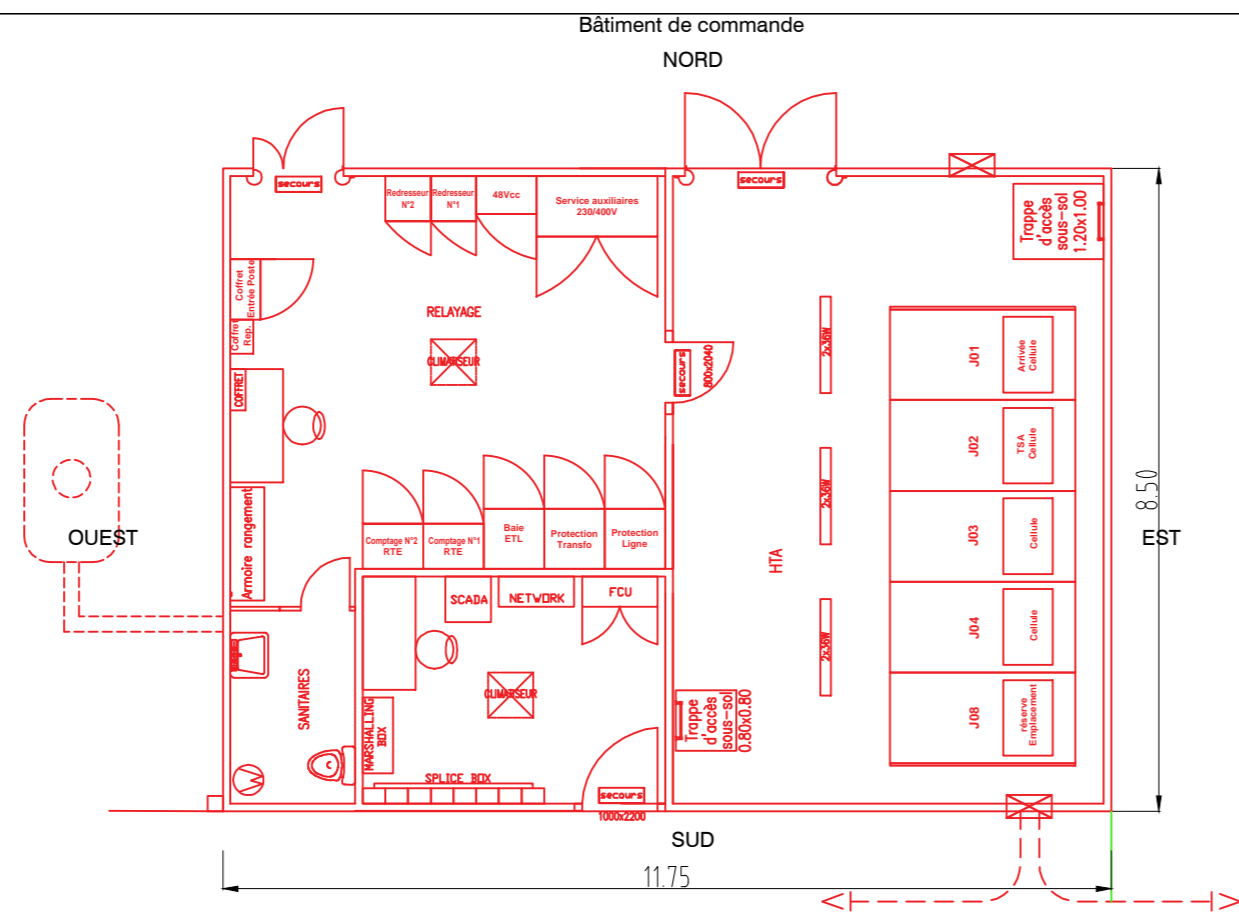 Bâtiment de commande
NORD
secours
Redresseur
N°2
Redresseur
N°1
48Vcc
Service auxiliaires
230/400V
secours
Trappe
d'accès
sous-sol
1.20x1.00
Coffret
Entrée Poste
Coffret
Rep.
RELAYAGE
CLIMATISEUR
COFFRET
secours
800x2040
2x36W
J01
Arrivée
Cellule
J02
TSA
Cellule
2x36W
J03
Cellule
8.50
OUEST
EST
Armoire rangement
Comptage N°2
RTE
Comptage N°1
RTE
Baie
ETL
Protection
Transfo
Protection
Ligne
HTA
SCADA
NETWORK
FCU
J04
Cellule
2x36W
SANITAIRES
CLIMATISEUR
MARSHALLING
BOX
Trappe
d'accès
sous-sol
0.80x0.80
J08
réserve
Emplacement
SPLICE BOX
secours
1000x2200
SUD
11.75